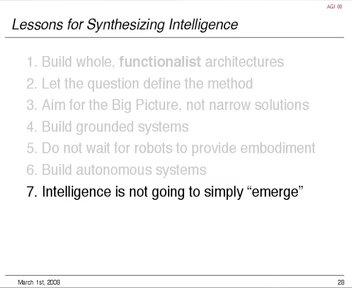 AGI 08
Lessons for Synthesizing Intelligence
1. Build whole, functionalist architectures
2. Let the question define the method
3. Aim for the Big Picture, not narrow solutions
4. Build grounded systems
5. Do not wait for robots to provide embodiment
6. Build autonomous systems
7. Intelligence is not going to simply “emerge”
March 1st, 2008
28